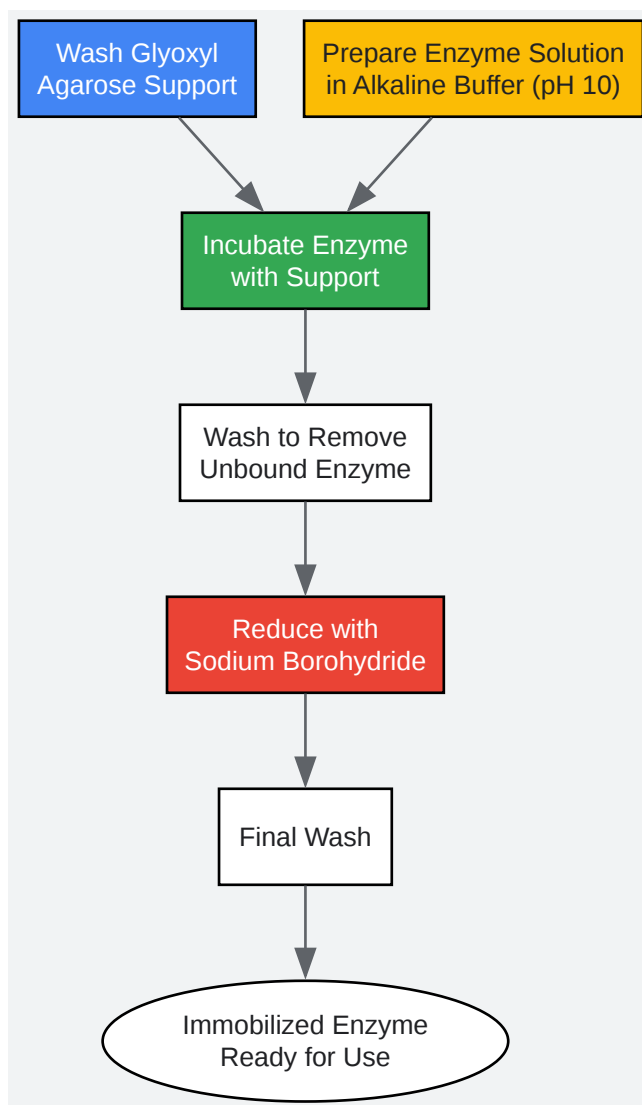 Wash Glyoxyl
Agarose Support
Prepare Enzyme Solution
in Alkaline Buffer (pH 10)
Incubate Enzyme
with Support
Wash to Remove
Unbound Enzyme
Reduce with
Sodium Borohydride
Final Wash
Immobilized Enzyme
Ready for Use